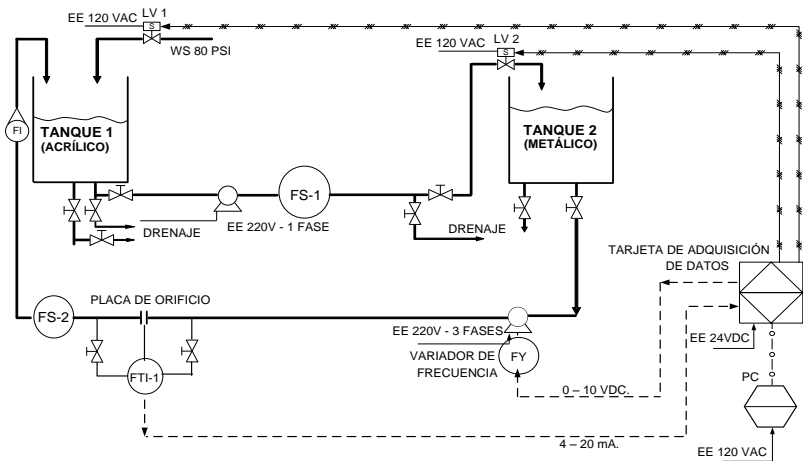 EE 120 VAC
LV 1
S
WS 80 PSI
EE 120 VAC
LV 2
S
FI
TANQUE 1
(ACRÍLICO)
TANQUE 2
(METÁLICO)
FS-1
DRENAJE
EE 220V - 1 FASE
DRENAJE
TARJETA DE ADQUISICIÓN
DE DATOS
PLACA DE ORIFICIO
FS-2
EE 220V - 3 FASES
VARIADOR DE
FRECUENCIA
FY
EE 24VDC
FTI-1
0 – 10 VDC.
PC
4 – 20 mA.
EE 120 VAC